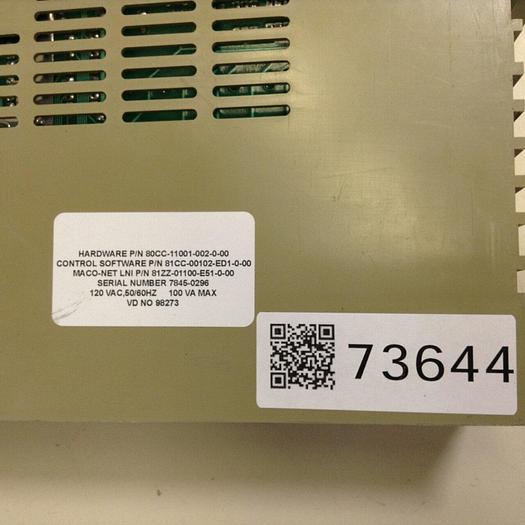 HARDWARE P/N 80CC-11001-002-0-00
CONTROL SOFTWARE P/N 81CC-00102-ED1-0-00
MACO-NET LNI P/N 81ZZ-01100-E51-0-00
SERIAL NUMBER 7845-0296
120 VAC,50/60HZ 100 VA MAX
VD NO 98273
73644